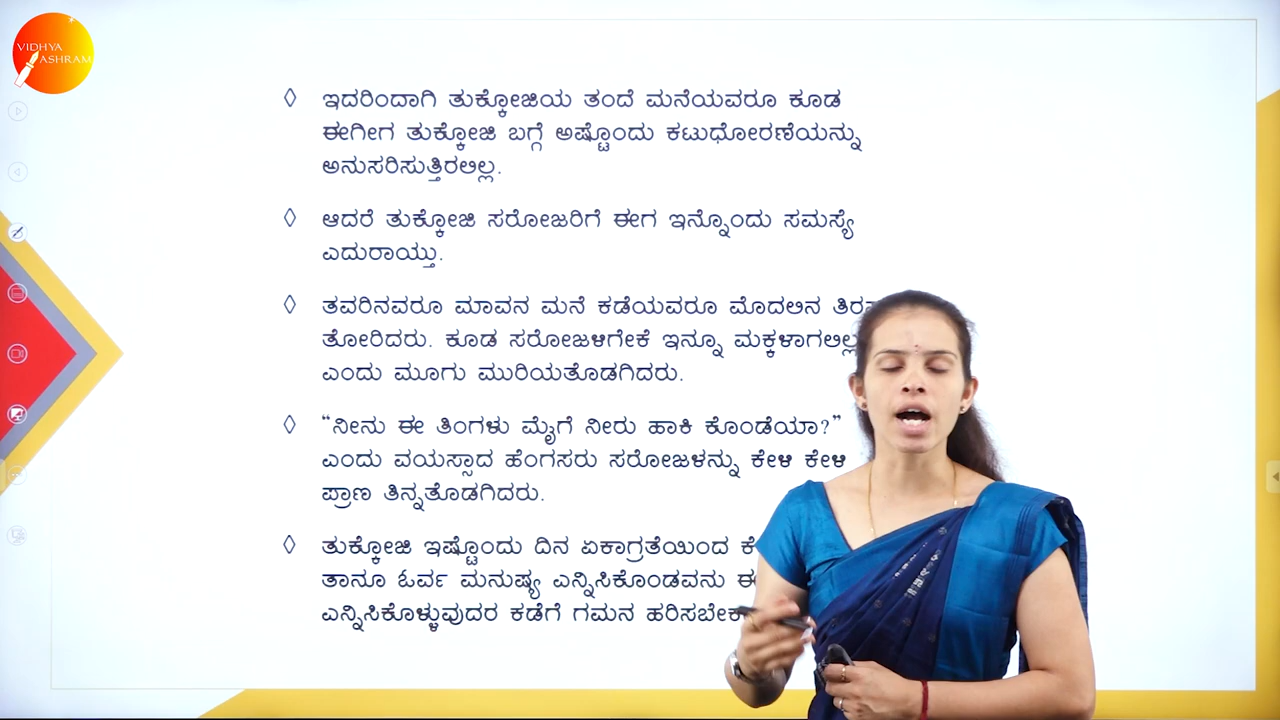 VIDHYA
ASHRAM
◊ ಇದರಿಂದಾಗಿ ತುಕ್ಕೋಜಿಯ ತಂದೆ ಮನೆಯವರೂ ಕೂಡ
ಈಗೀಗ ತುಕ್ಕೋಜಿ ಬಗ್ಗೆ ಅಷ್ಟೊಂದು ಕಟುಧೋರಣೆಯನ್ನು
ಅನುಸರಿಸುತ್ತಿರಲಿಲ್ಲ.
◊ ಆದರೆ ತುಕ್ಕೋಜಿ ಸರೋಜರಿಗೆ ಈಗ ಇನ್ನೊಂದು ಸಮಸ್ಯೆ
ಎದುರಾಯ್ತು.
◊ ತವರಿನವರೂ ಮಾವನ ಮನೆ ಕಡೆಯವರೂ ಮೊದಲಿನ
ತೋರಿದರು. ಕೂಡ ಸರೋಜಳಿಗೇಕೆ ಇನ್ನೂ ಮಕ್ಕಳಾಗಲಿಲ್ಲ
ಎಂದು ಮೂಗು ಮುರಿಯತೊಡಗಿದರು.
◊ “ನೀನು ಈ ತಿಂಗಳು ಮೈಗೆ ನೀರು ಹಾಕಿ ಕೊಂಡೆಯಾ?”
ಎಂದು ವಯಸ್ಸಾದ ಹೆಂಗಸರು ಸರೋಜಳನ್ನು ಕೇಳಿ ಕೇಳಿ
ಪ್ರಾಣ ತಿನ್ನತೊಡಗಿದರು.
◊ ತುಕ್ಕೋಜಿ ಇಷ್ಟೊಂದು ದಿನ ಏಕಾಗ್ರತೆಯಿಂದ
ತಾನೂ ಓರ್ವ ಮನುಷ್ಯ ಎನ್ನಿಸಿಕೊಂಡವನು
ಎನ್ನಿಸಿಕೊಳ್ಳುವುದರ ಕಡೆಗೆ ಗಮನ